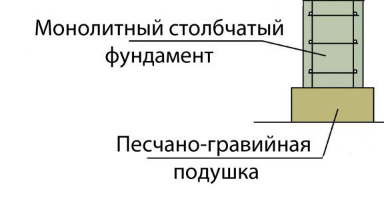 Монолитный столбчатый
фундамент
Песчано-гравийная
подушка